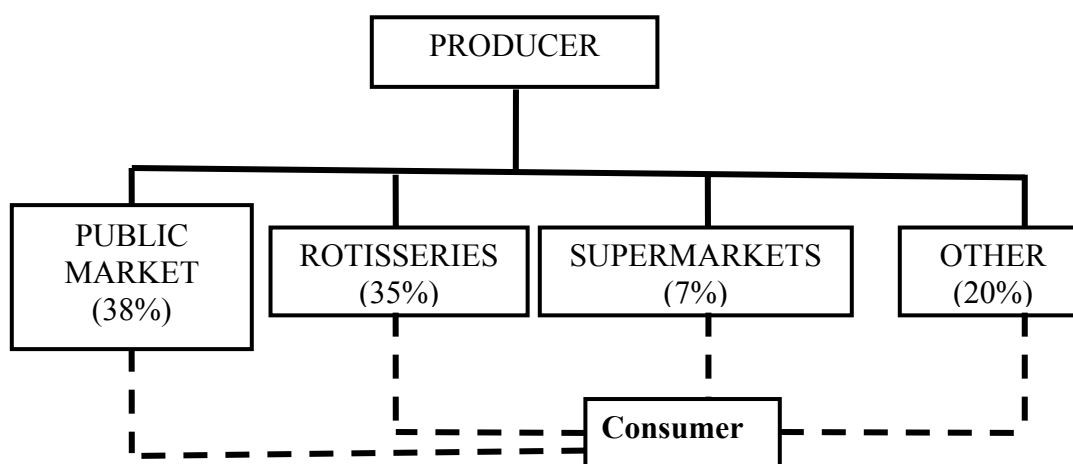 PRODUCER
PUBLIC
MARKET
(38%)
ROTISSERIES
(35%)
SUPERMARKETS
(7%)
OTHER
(20%)
Consumer